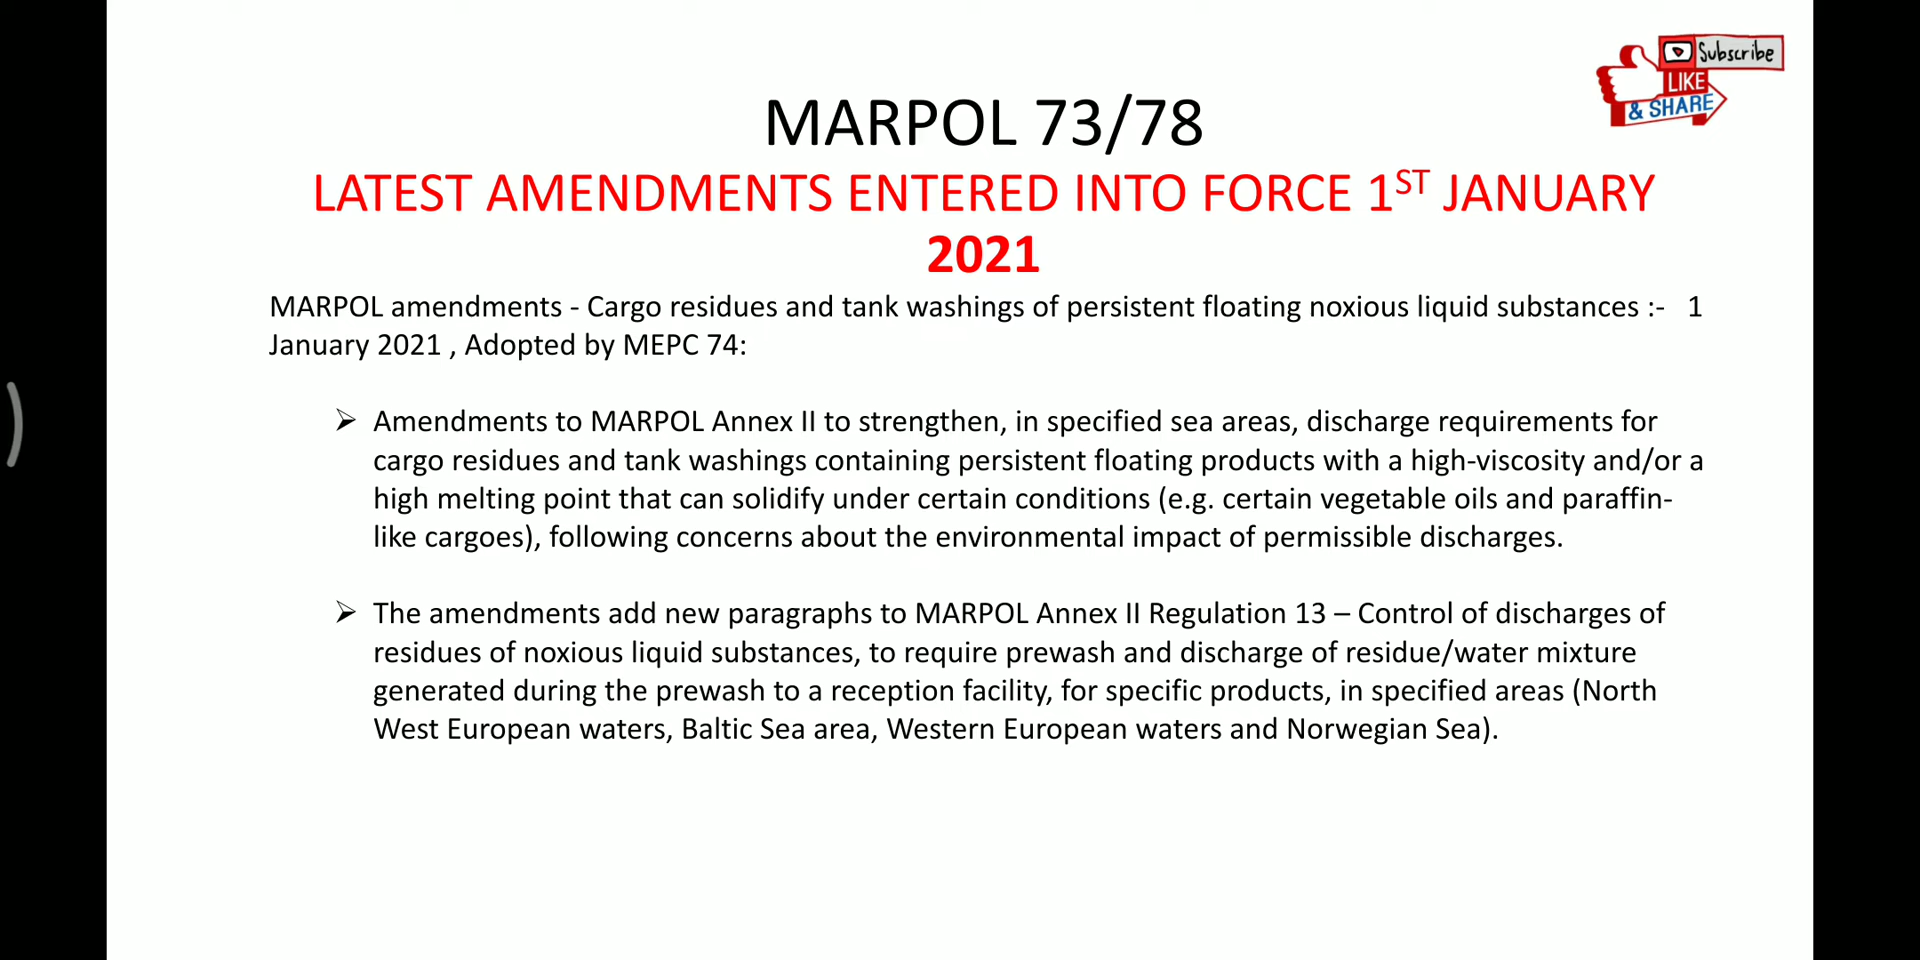 Subscribe
LIKE
& SHARE
MARPOL 73/78
LATEST AMENDMENTS ENTERED INTO FORCE 1ST JANUARY
2021
MARPOL amendments - Cargo residues and tank washings of persistent floating noxious liquid substances :- 1
January 2021 , Adopted by MEPC 74:
➢ Amendments to MARPOL Annex II to strengthen, in specified sea areas, discharge requirements for
cargo residues and tank washings containing persistent floating products with a high-viscosity and/or a
high melting point that can solidify under certain conditions (e.g. certain vegetable oils and paraffin-
like cargoes), following concerns about the environmental impact of permissible discharges.
➢ The amendments add new paragraphs to MARPOL Annex II Regulation 13 – Control of discharges of
residues of noxious liquid substances, to require prewash and discharge of residue/water mixture
generated during the prewash to a reception facility, for specific products, in specified areas (North
West European waters, Baltic Sea area, Western European waters and Norwegian Sea).